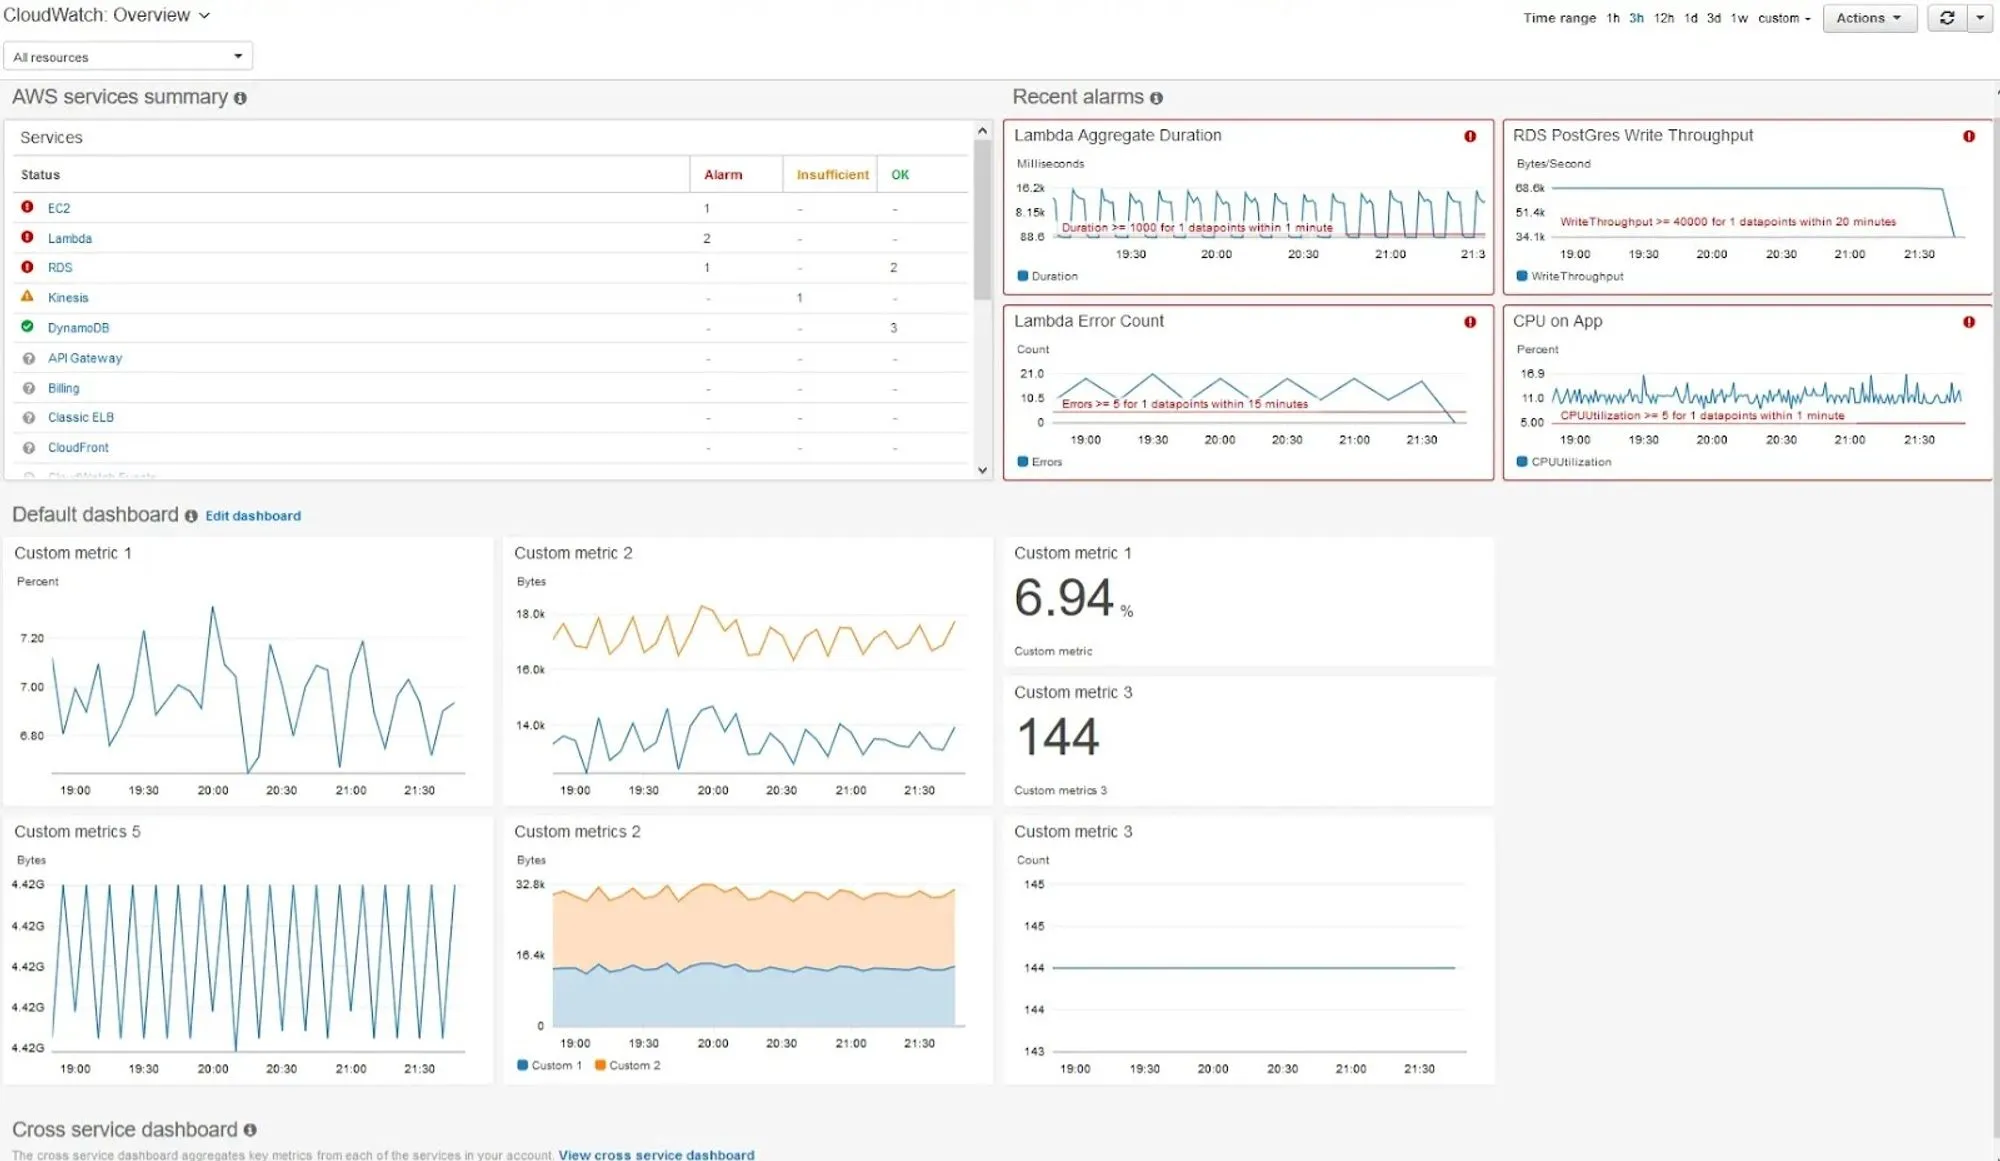 CloudWatch: Overview
Time range 1h 3h 12h 1d 3d 1w custom Actions
All resources
AWS services summary
Services
Status Alarm Insufficient OK
EC2 1 - -
Lambda 2 - -
RDS 1 - 2
Kinesis - 1 -
DynamoDB - - 3
API Gateway - - -
Billing - - -
Classic ELB - - -
CloudFront - - -
CloudWatch Events
Recent alarms
Lambda Aggregate Duration
Milliseconds
16.2k
8.15k
88.6
Duration >= 1000 for 1 datapoints within 1 minute
19:30 20:00 20:30 21:00 21:3
Duration
RDS PostGres Write Throughput
Bytes/Second
68.6k
51.4k
34.1k
WriteThroughput >= 40000 for 1 datapoints within 20 minutes
19:00 19:30 20:00 20:30 21:00 21:30
WriteThroughput
Lambda Error Count
Count
21.0
10.5
0
Errors >= 5 for 1 datapoints within 15 minutes
19:00 19:30 20:00 20:30 21:00 21:30
Errors
CPU on App
Percent
16.9
11.0
5.00
CPUUtilization >= 5 for 1 datapoints within 1 minute
19:00 19:30 20:00 20:30 21:00 21:30
CPUUtilization
Default dashboard Edit dashboard
Custom metric 1
Percent
7.20
7.00
6.80
19:00 19:30 20:00 20:30 21:00 21:30
Custom metric 2
Bytes
18.0k
16.0k
14.0k
19:00 19:30 20:00 20:30 21:00 21:30
Custom metric 1
6.94 %
Custom metric
Custom metric 3
144
Custom metrics 3
Custom metrics 5
Bytes
4.42G
4.42G
4.42G
4.42G
4.42G
19:00 19:30 20:00 20:30 21:00 21:30
Custom metrics 2
Bytes
32.8k
16.4k
0
19:00 19:30 20:00 20:30 21:00 21:30
Custom 1 Custom 2
Custom metric 3
Count
145
145
144
144
143
19:00 19:30 20:00 20:30 21:00 21:30
Cross service dashboard
The cross service dashboard aggregates key metrics from each of the services in your account. View cross service dashboard